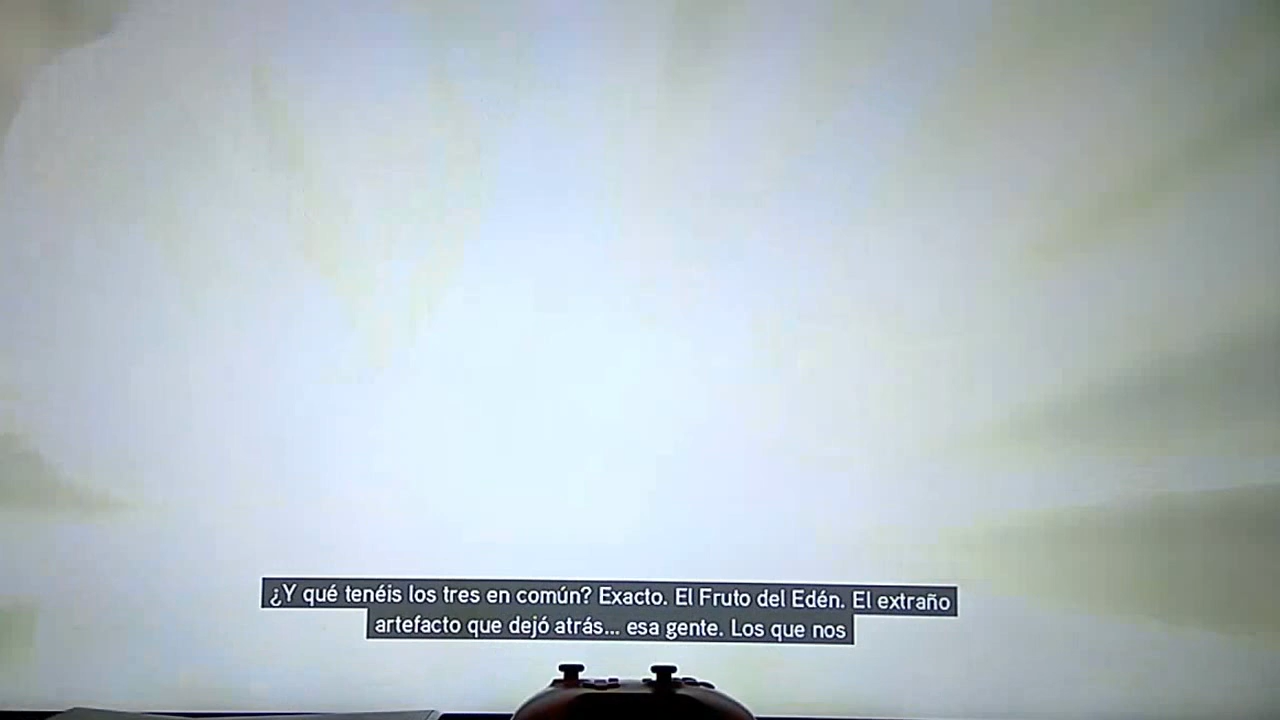 ¿Y qué tenéis los tres en común? Exacto. El Fruto del Edén. El extraño
artefacto que dejó atrás... esa gente. Los que nos